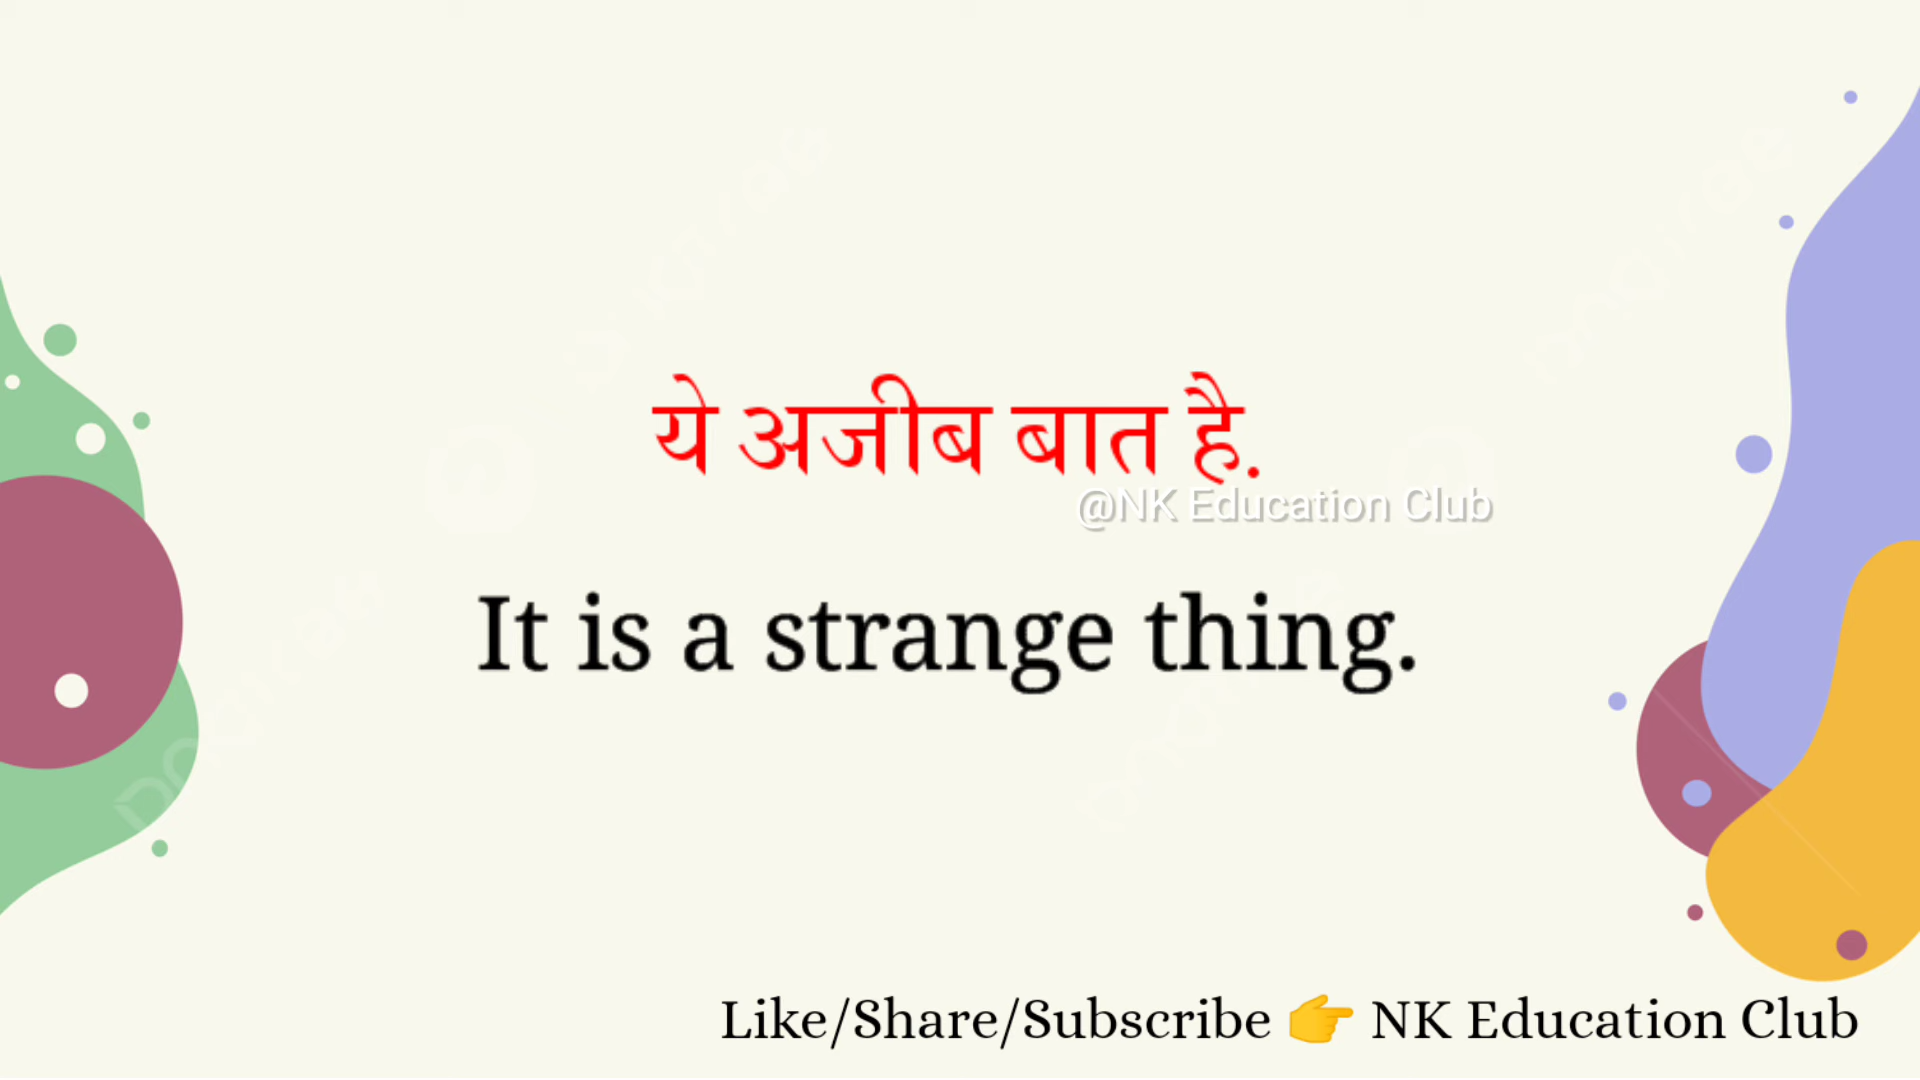 ये अजीब बात है.
@NK Education Club
It is a strange thing.
Like/Share/Subscribe 👉 NK Education Club